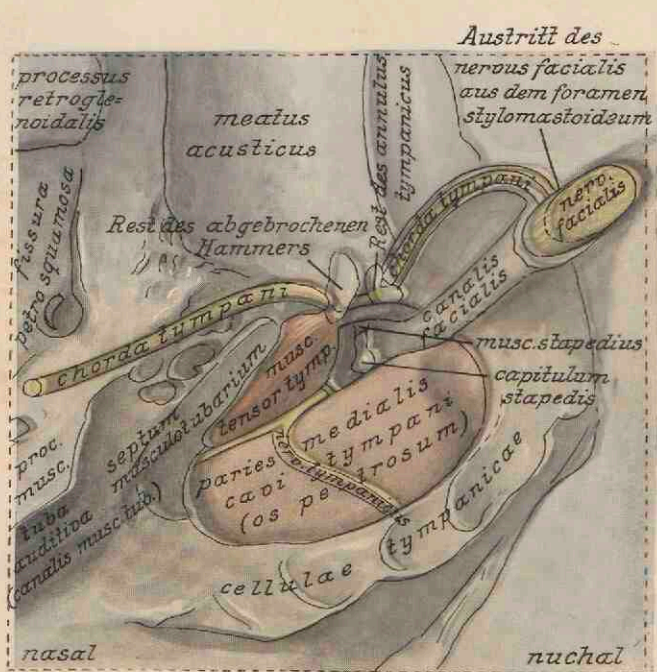 Austritt des
nervus facialis
aus dem foramen
stylomastoideum
processus
retrogle=
noidalis
meatus
acusticus
Rest des annulus
tympanicus
fissura
petro squamosa
Rest des abgebrochenen
Hammers
chorda tympani
nerv.
facialis
canalis
facialis
chorda tympani
musc. stapedius
capitulum
stapedis
musc.
tensor tymp.
septum
musculotubarium
proc.
musc.
tuba
auditiva
(canalis musc. tub.)
paries medialis
cavi tympani
(os petrosum)
nerv. tympanicus
cellulae tympanicae
nasal
nuchal